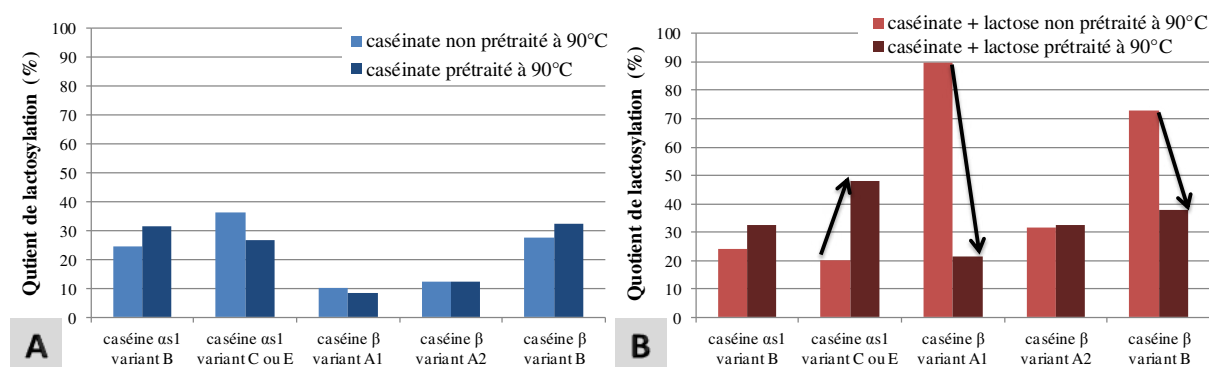 100
90
80
70
60
50
40
30
20
10
0
Qutient de lactosylation (%)
caséinate non prétraité à 90°C
caséinate prétraité à 90°C
caséine αs1
variant B
caséine αs1
variant C ou E
caséine β
variant A1
caséine β
variant A2
caséine β
variant B
A
100
90
80
70
60
50
40
30
20
10
0
Quotient de lactosylation (%)
caséinate + lactose non prétraité à 90°C
caséinate + lactose prétraité à 90°C
caséine αs1
variant B
caséine αs1
variant C ou E
caséine β
variant A1
caséine β
variant A2
caséine β
variant B
B